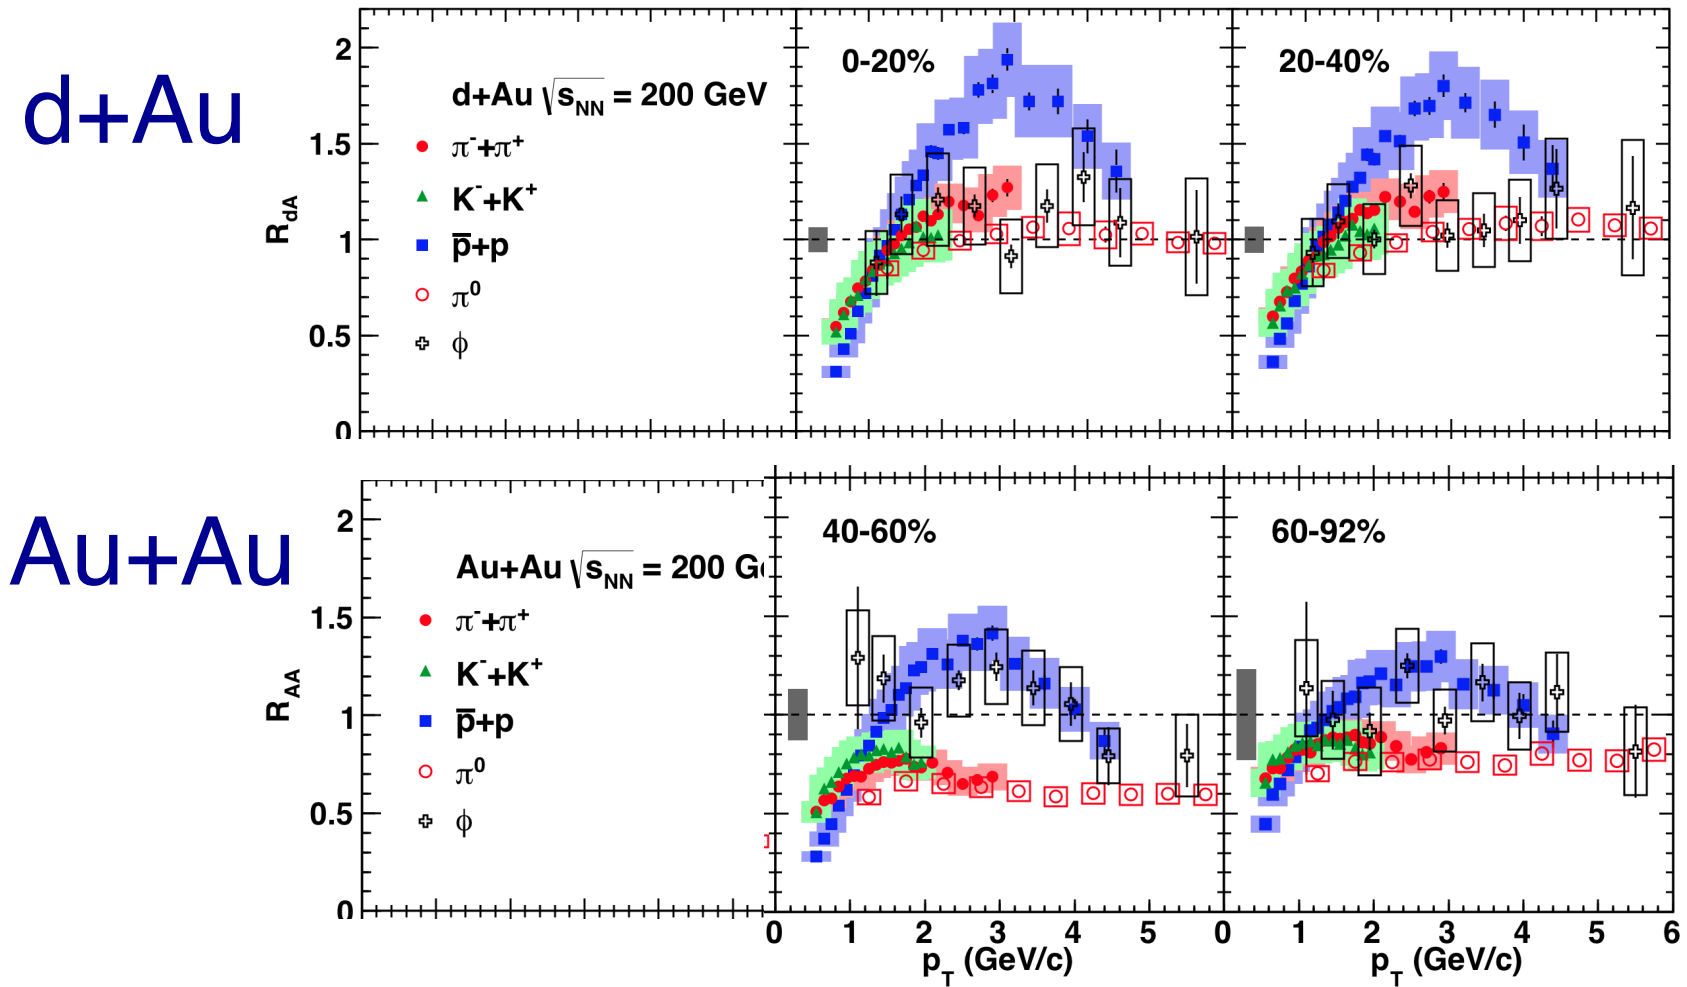 d+Au
2
1.5
1
0.5
0
R_dA
d+Au √s_NN = 200 GeV
π⁻+π⁺
K⁻+K⁺
p̅+p
π⁰
ϕ
0-20%
20-40%
Au+Au
2
1.5
1
0.5
0
R_AA
Au+Au √s_NN = 200 Ge
π⁻+π⁺
K⁻+K⁺
p̅+p
π⁰
ϕ
40-60%
60-92%
0 1 2 3 4 5 0 1 2 3 4 5 6
p_T (GeV/c)
p_T (GeV/c)